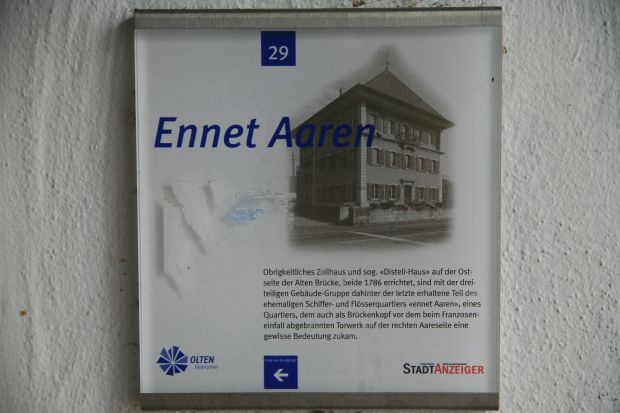 29
Ennet Aaren
Obrigkeitliches Zollhaus und sog. «Disteli-Haus» auf der Ost-
seite der Alten Brücke, beide 1786 errichtet, sind mit der drei-
teiligen Gebäude-Gruppe dahinter der letzte erhaltene Teil des
ehemaligen Schiffer- und Flösserquartiers «ennet Aaren», eines
Quartiers, dem auch als Brückenkopf vor dem beim Franzosen-
einfall abgebrannten Torwerk auf der rechten Aareseite eine
gewisse Bedeutung zukam.
OLTEN
begegnen
STADTANZEIGER